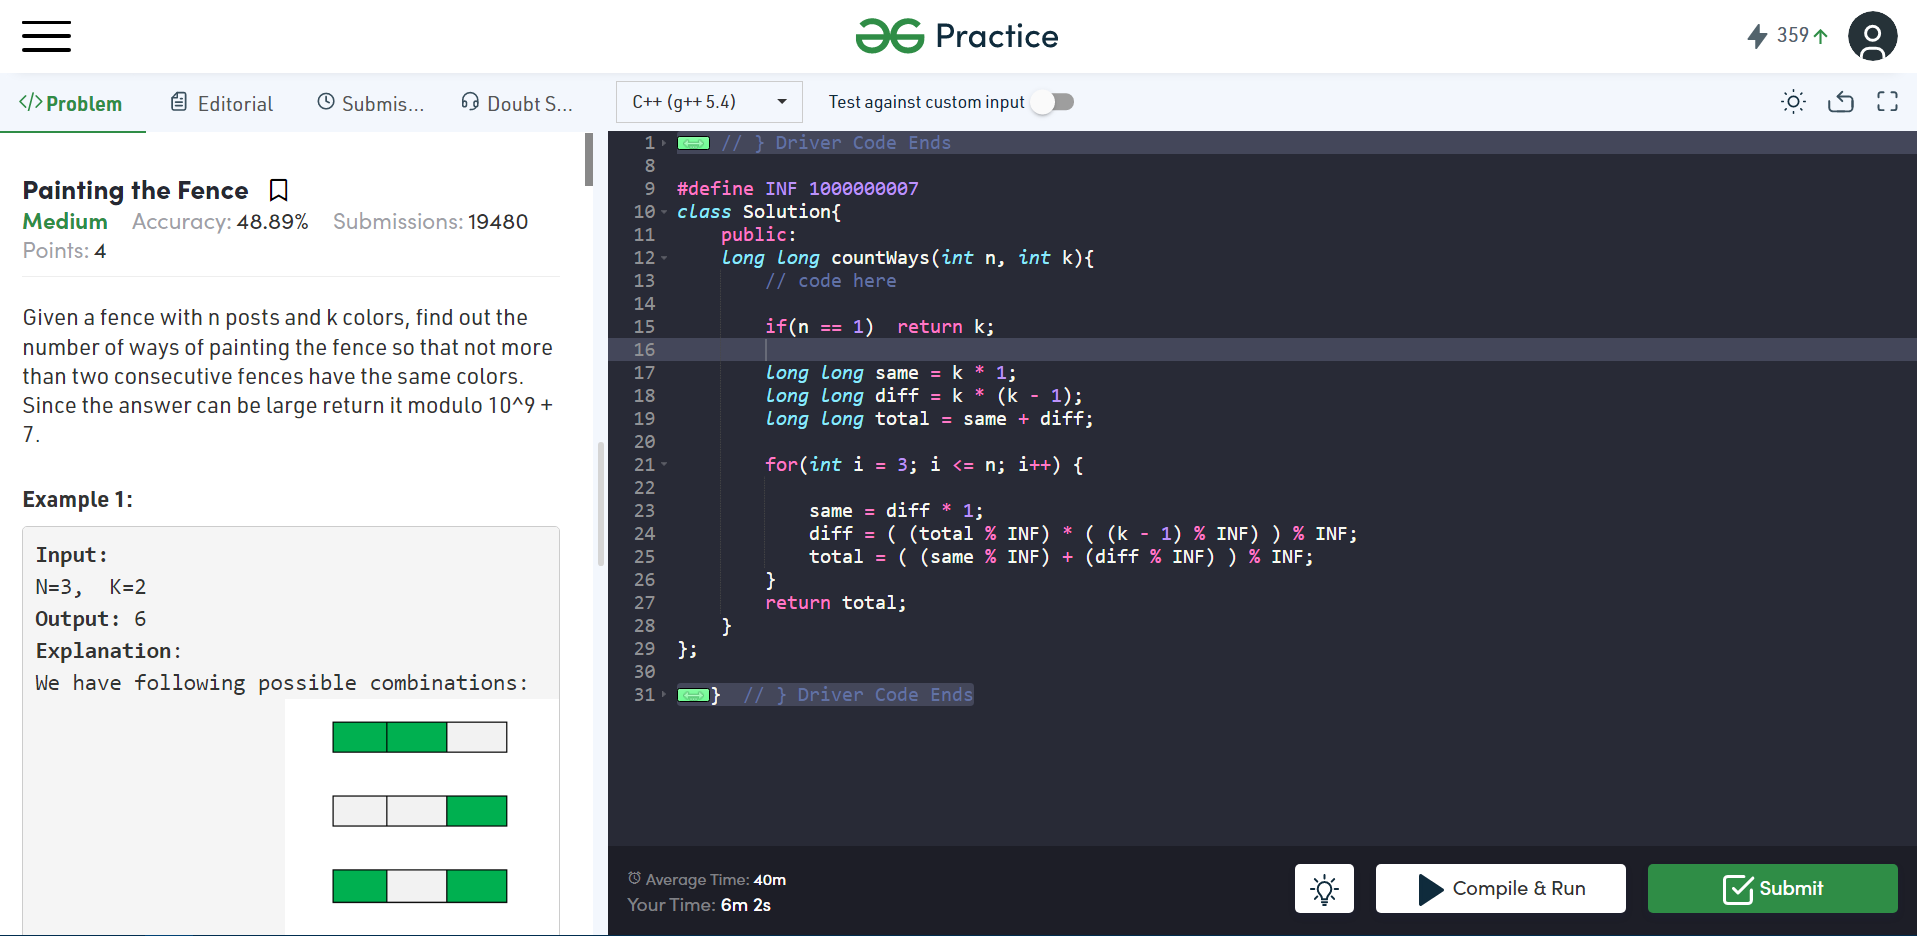 Practice
359
Problem
Editorial
Submis...
Doubt S...
C++ (g++ 5.4)
Test against custom input
Painting the Fence
Medium Accuracy: 48.89% Submissions: 19480
Points: 4
Given a fence with n posts and k colors, find out the
number of ways of painting the fence so that not more
than two consecutive fences have the same colors.
Since the answer can be large return it modulo 10^9 +
7.
Example 1:
Input:
N=3,  K=2
Output: 6
Explanation:
We have following possible combinations:
1 // } Driver Code Ends
8
9 #define INF 1000000007
10 class Solution{
11     public:
12     long long countWays(int n, int k){
13         // code here
14
15         if(n == 1)  return k;
16
17         long long same = k * 1;
18         long long diff = k * (k - 1);
19         long long total = same + diff;
20
21         for(int i = 3; i <= n; i++) {
22
23             same = diff * 1;
24             diff = ( (total % INF) * ( (k - 1) % INF) ) % INF;
25             total = ( (same % INF) + (diff % INF) ) % INF;
26         }
27         return total;
28     }
29 };
30
31 }  // } Driver Code Ends
Average Time: 40m
Your Time: 6m 2s
Compile & Run
Submit